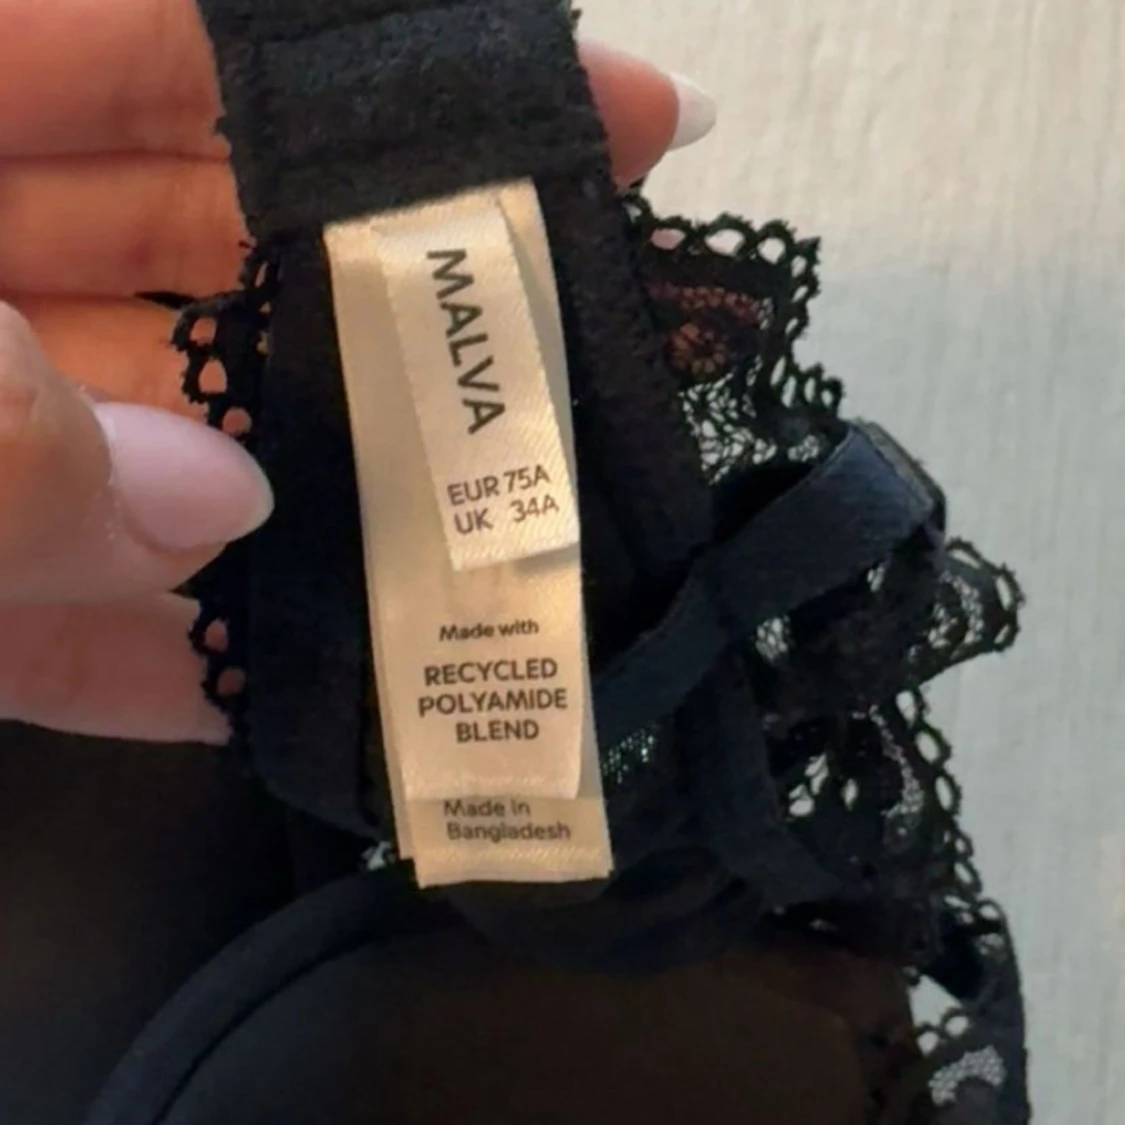 MALVA
EUR 75A
UK 34A
Made with
RECYCLED
POLYAMIDE
BLEND
Made in
Bangladesh